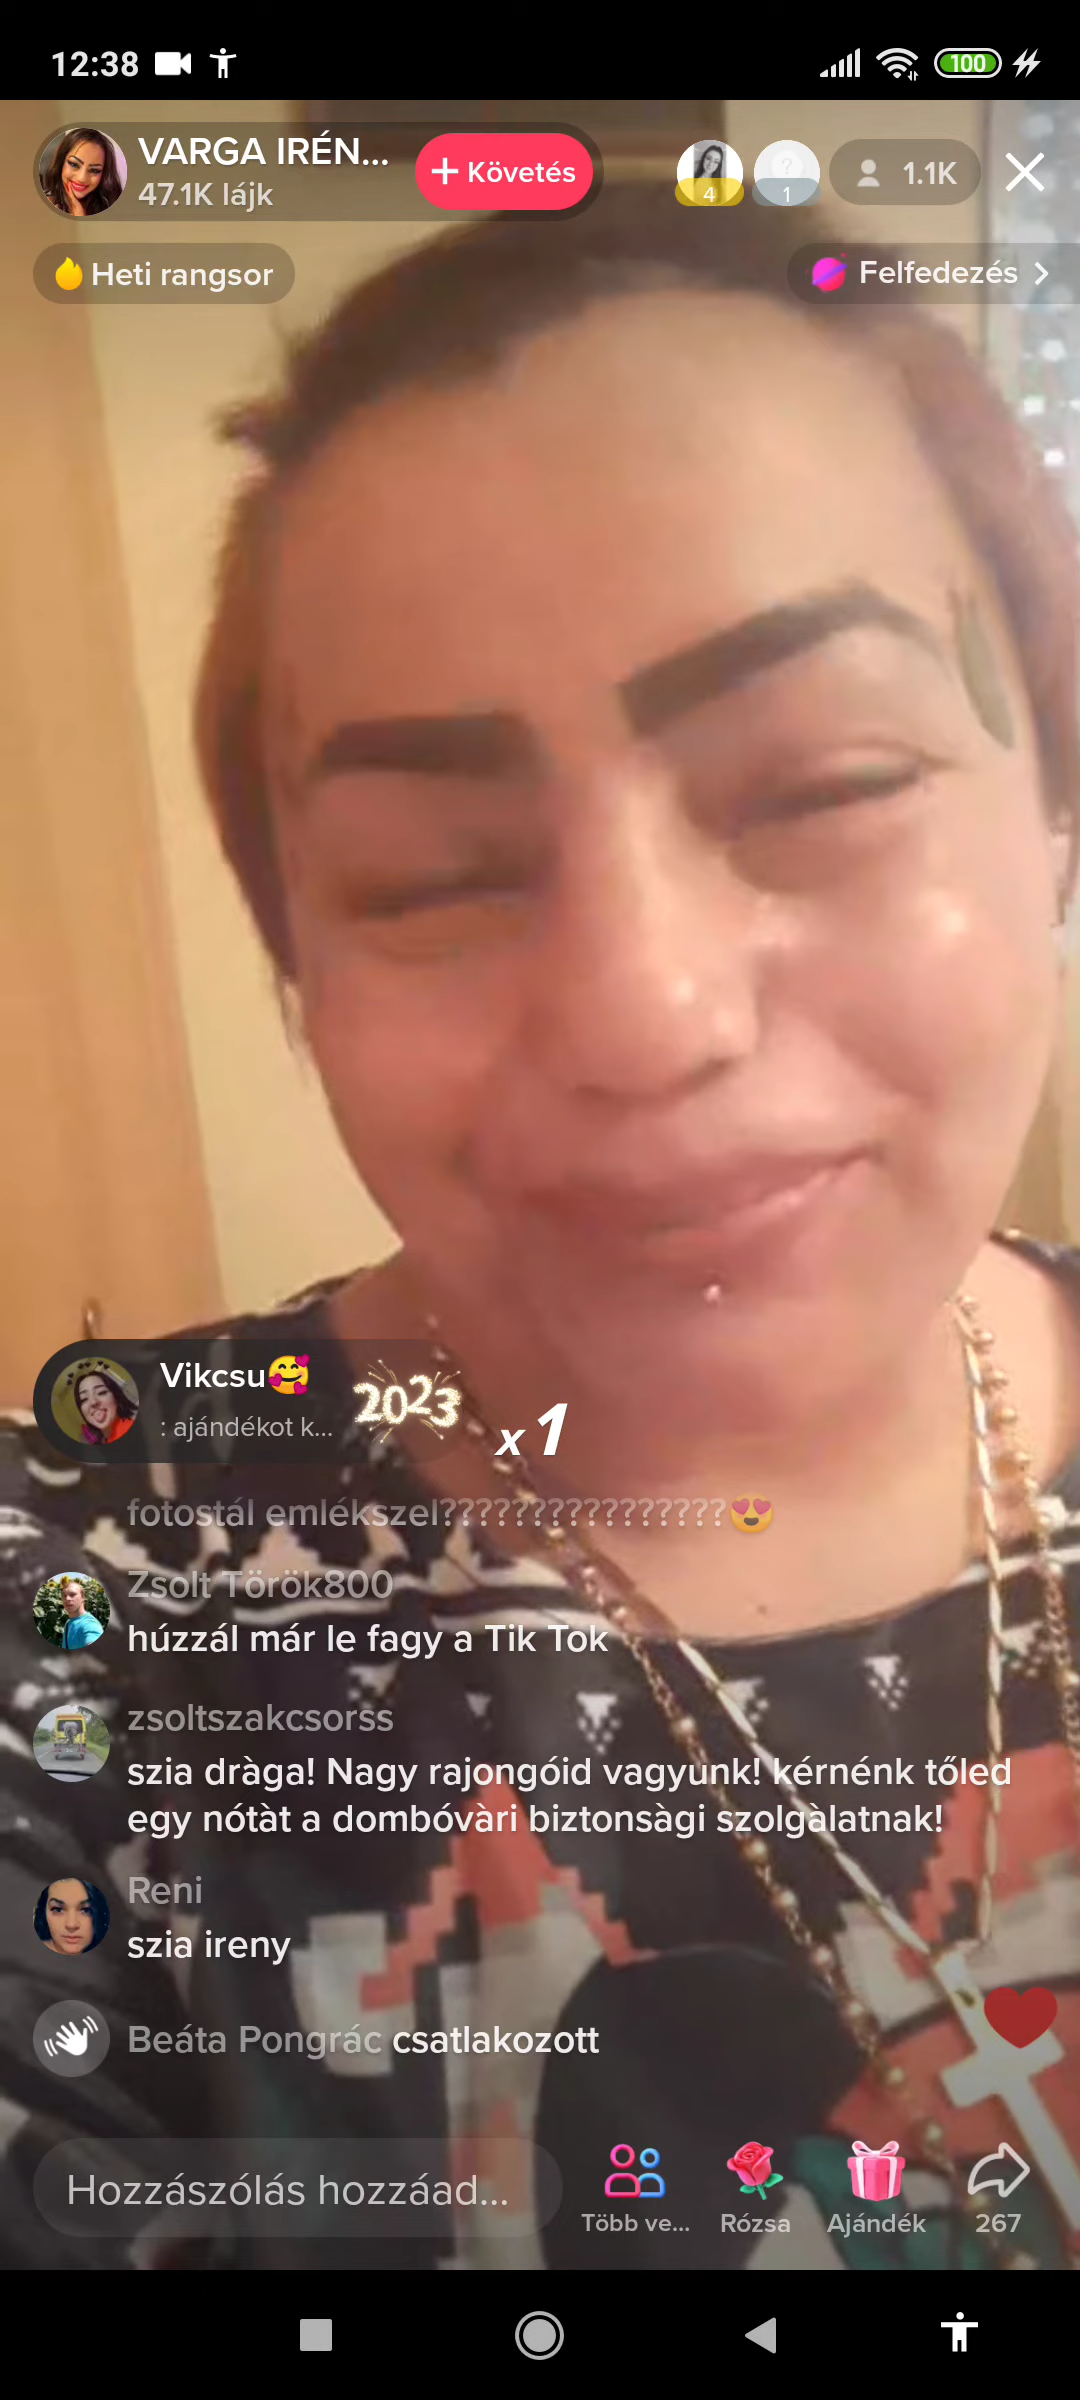 12:38
100
VARGA IRÉN...
47.1K lájk
+ Követés
4
1
1.1K
Heti rangsor
Felfedezés >
Vikcsu🥰
: ajándékot k...
2023
x1
fotostál emlékszel????????????????😍
Zsolt Török800
húzzál már le fagy a Tik Tok
zsoltszakcsorss
szia dràga! Nagy rajongóid vagyunk! kérnénk tőled
egy nótàt a dombóvàri biztonsàgi szolgàlatnak!
Reni
szia ireny
Beáta Pongrác csatlakozott
Hozzászólás hozzáad...
Több ve...
Rózsa
Ajándék
267